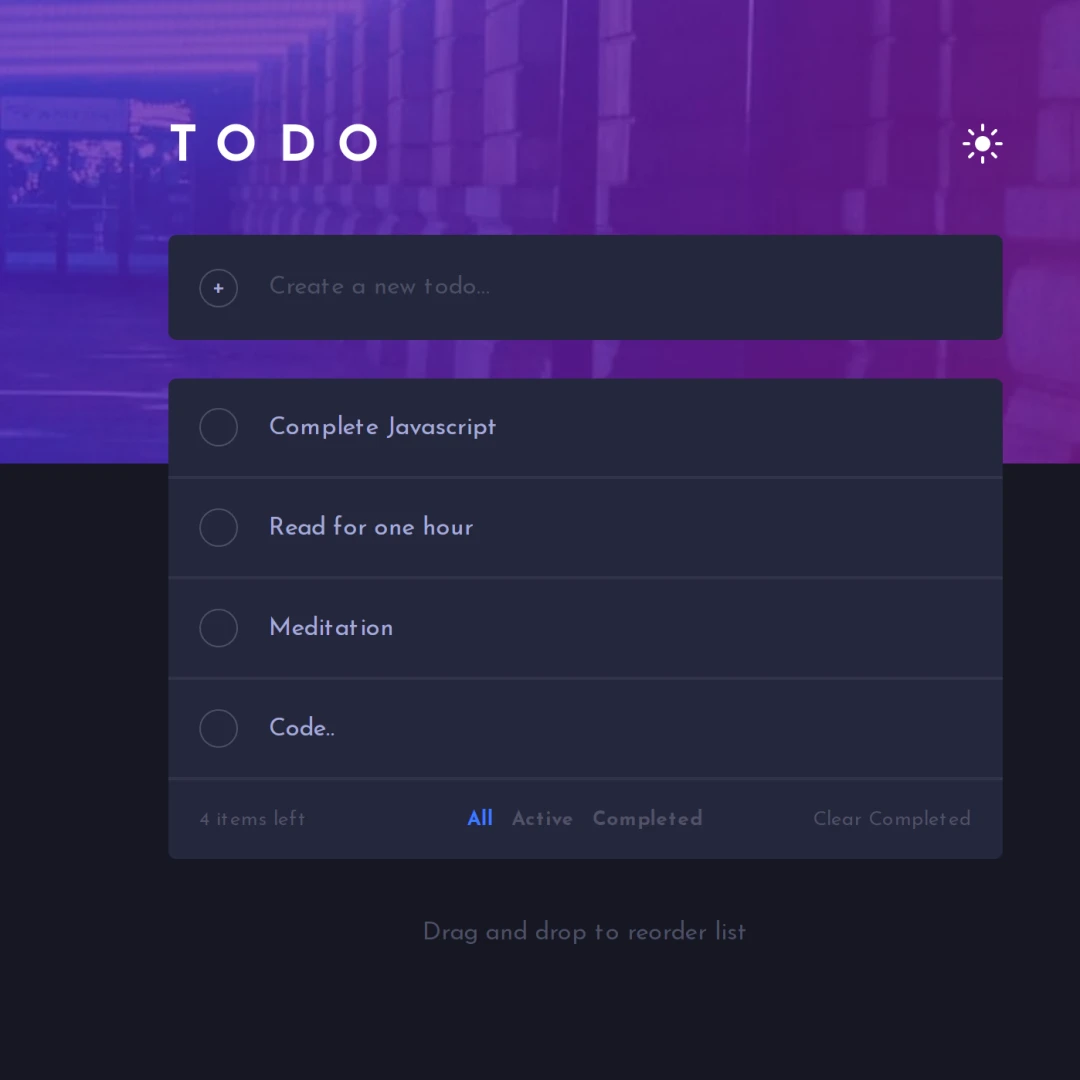 TODO
+ Create a new todo...
Complete Javascript
Read for one hour
Meditation
Code..
4 items left All Active Completed Clear Completed
Drag and drop to reorder list